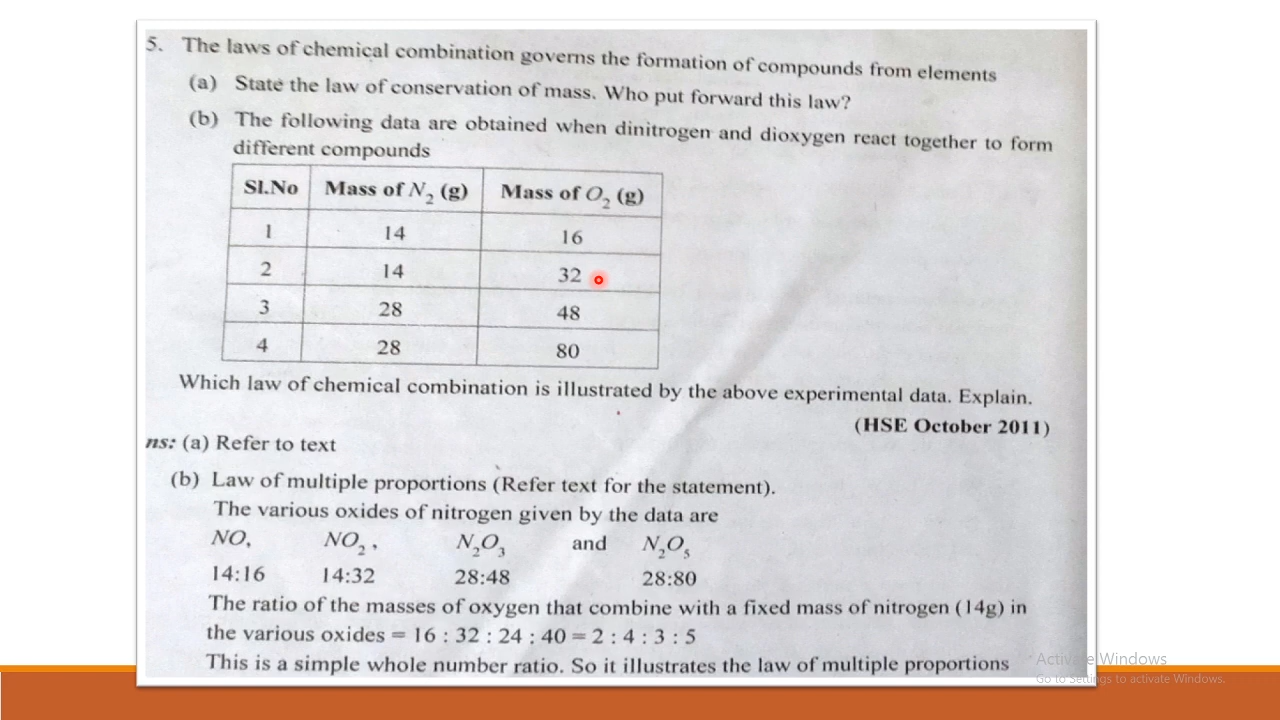 5. The laws of chemical combination governs the formation of compounds from elements
(a) State the law of conservation of mass. Who put forward this law?
(b) The following data are obtained when dinitrogen and dioxygen react together to form
different compounds
Sl.No Mass of N₂ (g) Mass of O₂ (g)
1 14 16
2 14 32
3 28 48
4 28 80
Which law of chemical combination is illustrated by the above experimental data. Explain.
(HSE October 2011)
ns: (a) Refer to text
(b) Law of multiple proportions (Refer text for the statement).
The various oxides of nitrogen given by the data are
NO, NO₂, N₂O₃ and N₂O₅
14:16 14:32 28:48 28:80
The ratio of the masses of oxygen that combine with a fixed mass of nitrogen (14g) in
the various oxides = 16 : 32 : 24 : 40 = 2 : 4 : 3 : 5
This is a simple whole number ratio. So it illustrates the law of multiple proportions
Activate Windows
Go to Settings to activate Windows.